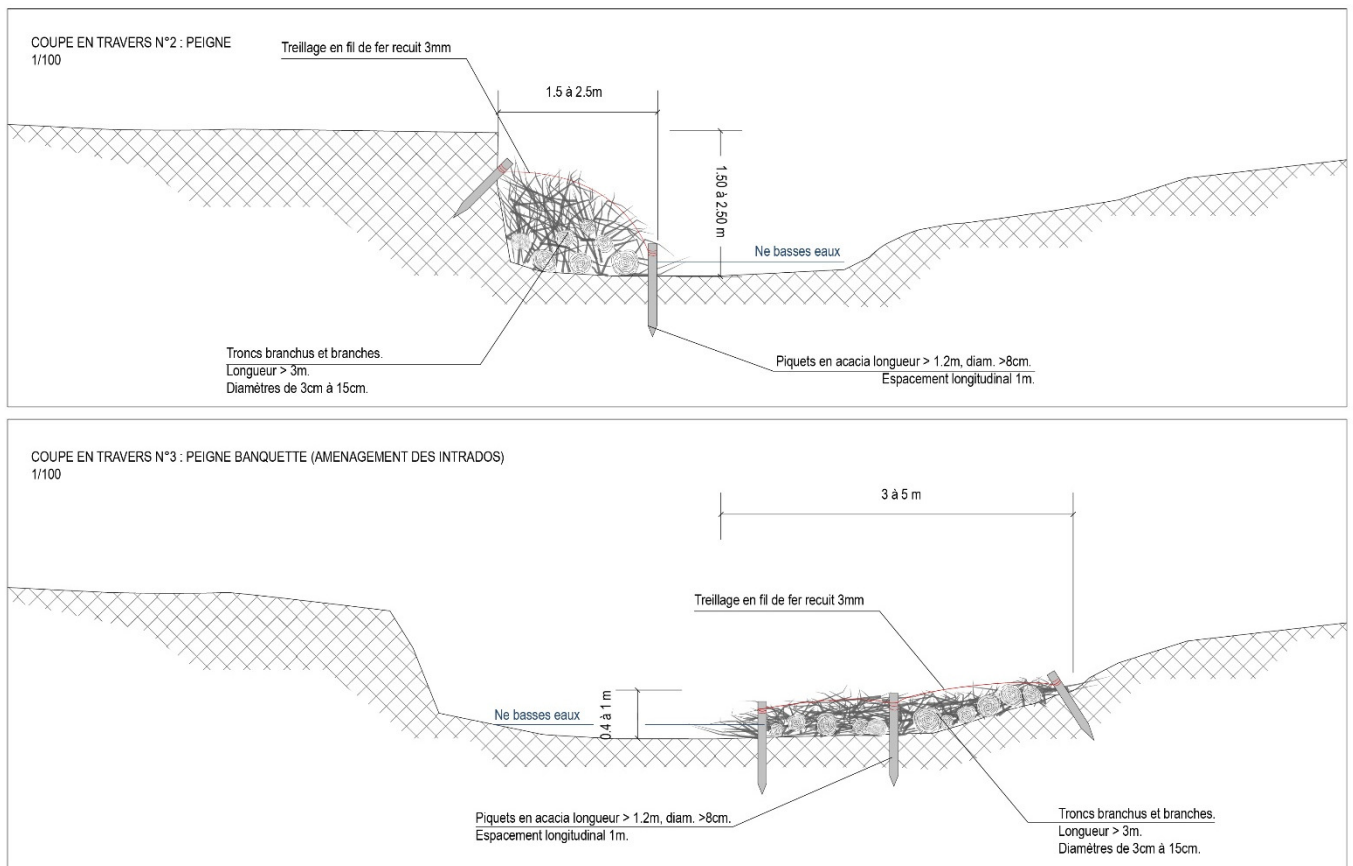 COUPE EN TRAVERS N°2 : PEIGNE
1/100
Treillage en fil de fer recuit 3mm
1.5 à 2.5m
1.50 à 2.50 m
Ne basses eaux
Troncs branchus et branches.
Longueur > 3m.
Diamètres de 3cm à 15cm.
Piquets en acacia longueur > 1.2m, diam. >8cm.
Espacement longitudinal 1m.
COUPE EN TRAVERS N°3 : PEIGNE BANQUETTE (AMENAGEMENT DES INTRADOS)
1/100
3 à 5 m
Treillage en fil de fer recuit 3mm
Ne basses eaux
0.4 à 1 m
Piquets en acacia longueur > 1.2m, diam. >8cm.
Espacement longitudinal 1m.
Troncs branchus et branches.
Longueur > 3m.
Diamètres de 3cm à 15cm.